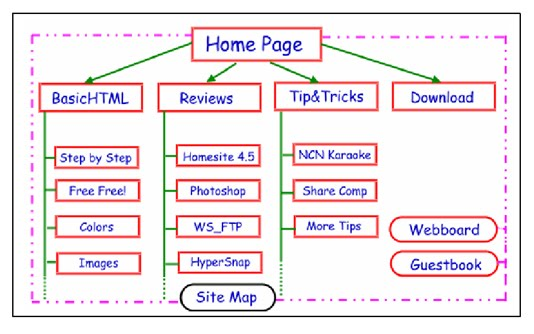 Home Page
BasicHTML
Reviews
Tip&Tricks
Download
Step by Step
Free Free!
Colors
Images
Homesite 4.5
Photoshop
WS_FTP
HyperSnap
NCN Karaoke
Share Comp
More Tips
Webboard
Guestbook
Site Map